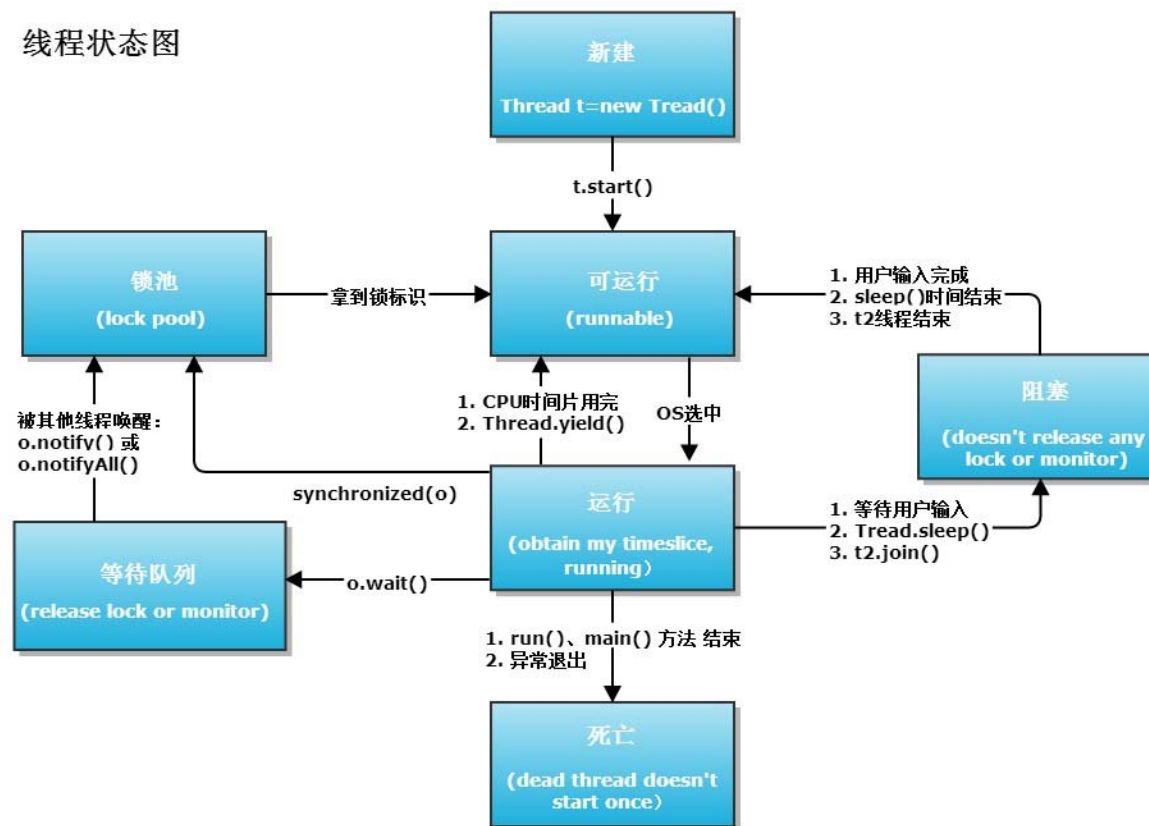 线程状态图
新建
Thread t=new Tread()
t.start()
锁池
(lock pool)
拿到锁标识
可运行
(runnable)
1. 用户输入完成
2. sleep()时间结束
3. t2线程结束
被其他线程唤醒：
o.notify() 或
o.notifyAll()
1. CPU时间片用完
2. Thread.yield()
OS选中
阻塞
(doesn't release any
lock or monitor)
synchronized(o)
运行
(obtain my timeslice,
running）
1. 等待用户输入
2. Tread.sleep()
3. t2.join()
等待队列
(release lock or monitor)
o.wait()
1. run()、main() 方法 结束
2. 异常退出
死亡
(dead thread doesn't
start once）